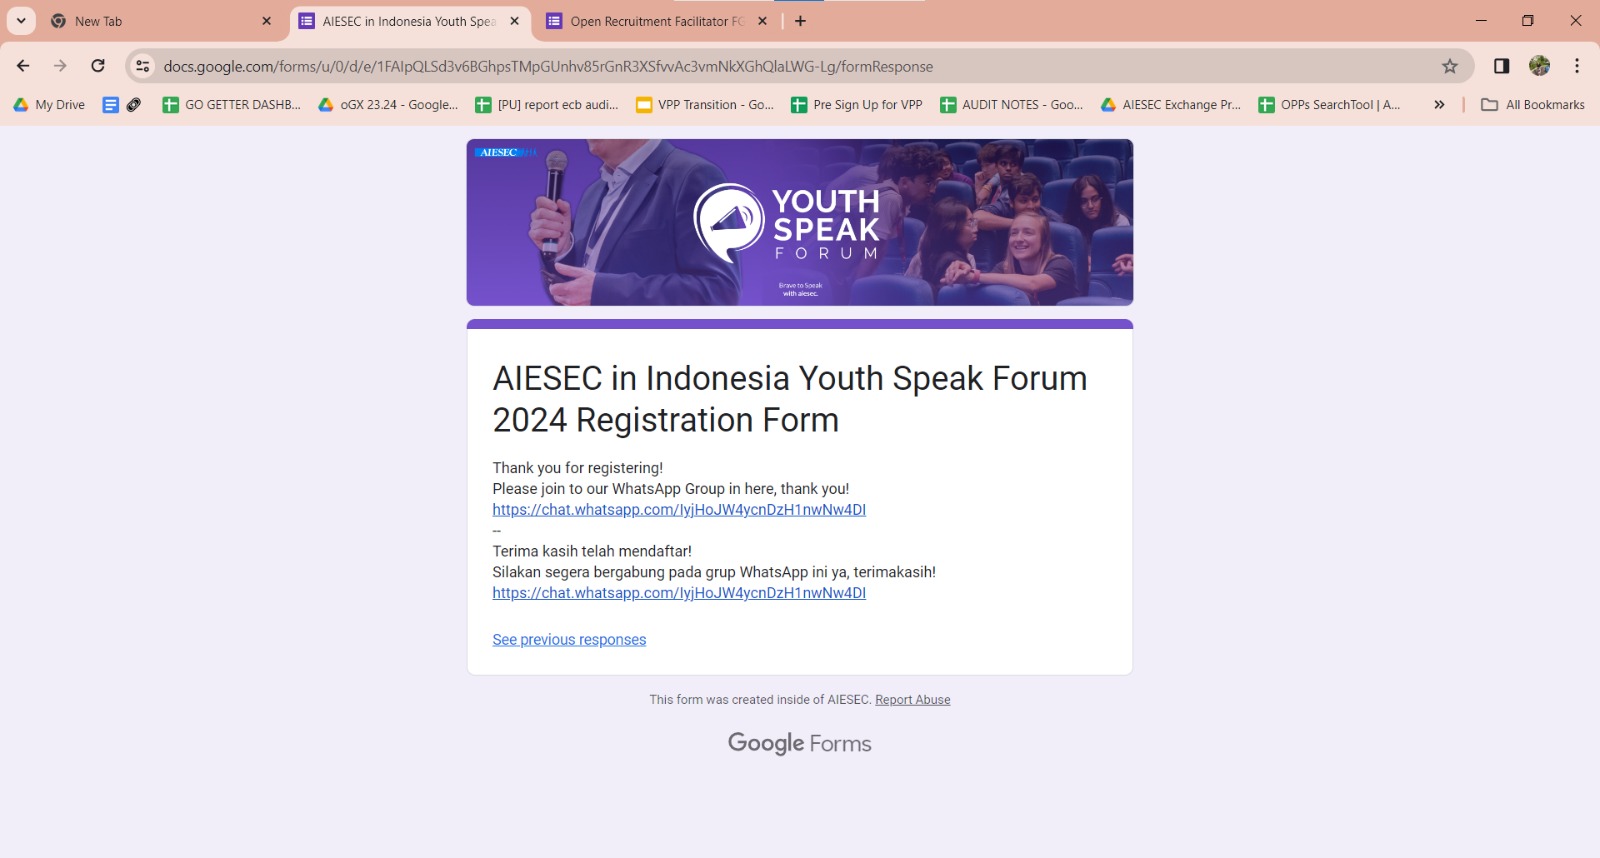 New Tab
AIESEC in Indonesia Youth Spea
Open Recruitment Facilitator FG
docs.google.com/forms/u/0/d/e/1FAIpQLSd3v6BGhpsTMpGUnhv85rGnR3XSfvvAc3vmNkXGhQlaLWG-Lg/formResponse
My Drive
GO GETTER DASHB...
oGX 23.24 - Google...
[PU] report ecb audi...
VPP Transition - Go...
Pre Sign Up for VPP
AUDIT NOTES - Goo...
AIESEC Exchange Pr...
OPPs SearchTool | A...
All Bookmarks
AIESEC
YOUTH
SPEAK
FORUM
Brave to Speak
with aiesec.
AIESEC in Indonesia Youth Speak Forum
2024 Registration Form
Thank you for registering!
Please join to our WhatsApp Group in here, thank you!
https://chat.whatsapp.com/IyjHoJW4ycnDzH1nwNw4DI
--
Terima kasih telah mendaftar!
Silakan segera bergabung pada grup WhatsApp ini ya, terimakasih!
https://chat.whatsapp.com/IyjHoJW4ycnDzH1nwNw4DI
See previous responses
This form was created inside of AIESEC. Report Abuse
Google Forms